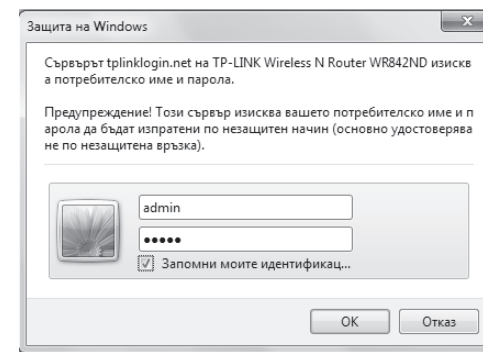 Защита на Windows
Сървърът tplinklogin.net на TP-LINK Wireless N Router WR842ND изискв
а потребителско име и парола.
Предупреждение! Този сървър изисква вашето потребителско име и п
арола да бъдат изпратени по незащитен начин (основно удостоверява
не по незащитена връзка).
admin
●●●●●
Запомни моите идентификац...
OK
Отказ